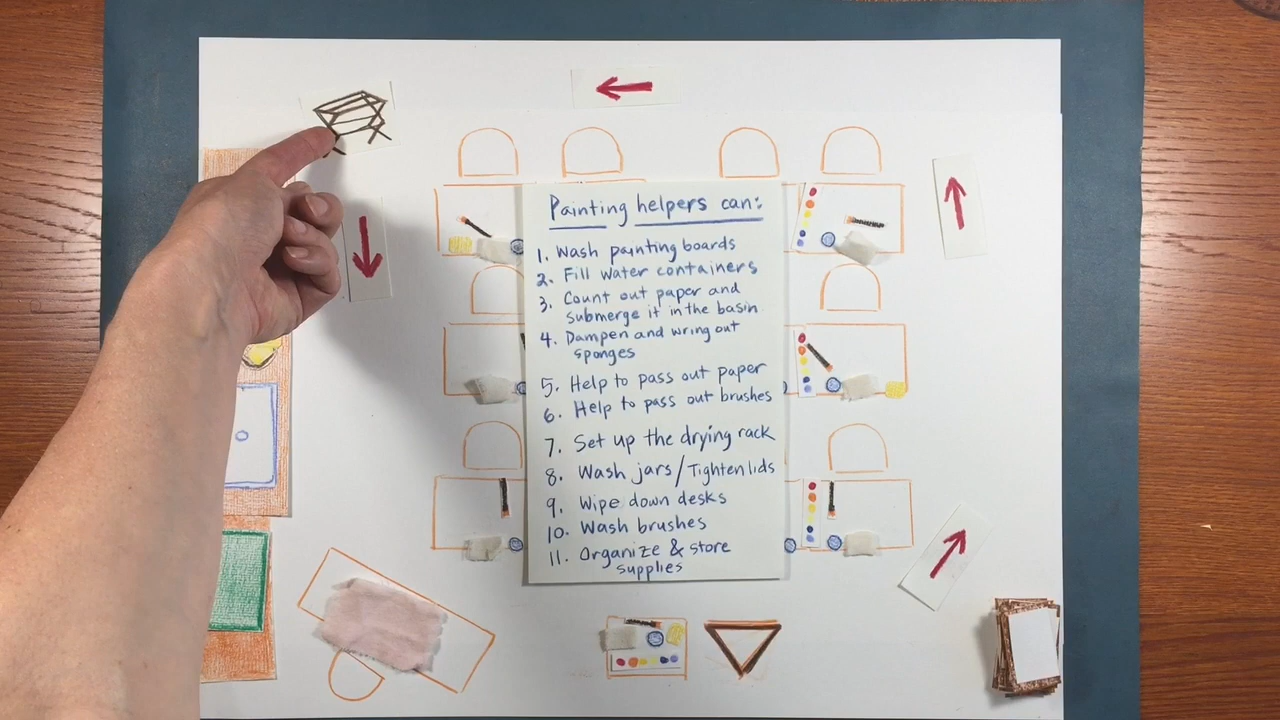 Painting helpers can:
1. Wash painting boards
2. Fill water containers
3. Count out paper and
submerge it in the basin
4. Dampen and wring out
sponges
5. Help to pass out paper
6. Help to pass out brushes
7. Set up the drying rack
8. Wash jars/Tighten lids
9. Wipe down desks
10. Wash brushes
11. Organize & store
supplies